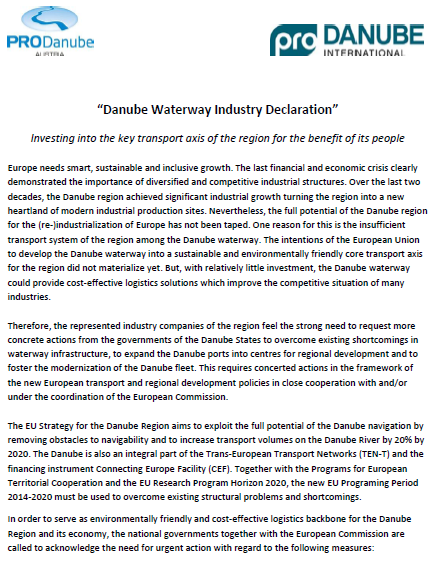 PRODanube
AUSTRIA
pro DANUBE
INTERNATIONAL
“Danube Waterway Industry Declaration”
Investing into the key transport axis of the region for the benefit of its people
Europe needs smart, sustainable and inclusive growth. The last financial and economic crisis clearly
demonstrated the importance of diversified and competitive industrial structures. Over the last two
decades, the Danube region achieved significant industrial growth turning the region into a new
heartland of modern industrial production sites. Nevertheless, the full potential of the Danube region
for the (re-)industrialization of Europe has not been taped. One reason for this is the insufficient
transport system of the region among the Danube waterway. The intentions of the European Union
to develop the Danube waterway into a sustainable and environmentally friendly core transport axis
for the region did not materialize yet. But, with relatively little investment, the Danube waterway
could provide cost-effective logistics solutions which improve the competitive situation of many
industries.
Therefore, the represented industry companies of the region feel the strong need to request more
concrete actions from the governments of the Danube States to overcome existing shortcomings in
waterway infrastructure, to expand the Danube ports into centres for regional development and to
foster the modernization of the Danube fleet. This requires concerted actions in the framework of
the new European transport and regional development policies in close cooperation with and/or
under the coordination of the European Commission.
The EU Strategy for the Danube Region aims to exploit the full potential of the Danube navigation by
removing obstacles to navigability and to increase transport volumes on the Danube River by 20% by
2020. The Danube is also an integral part of the Trans-European Transport Networks (TEN-T) and the
financing instrument Connecting Europe Facility (CEF). Together with the Programs for European
Territorial Cooperation and the EU Research Program Horizon 2020, the new EU Programing Period
2014-2020 must be used to overcome existing structural problems and shortcomings.
In order to serve as environmentally friendly and cost-effective logistics backbone for the Danube
Region and its economy, the national governments together with the European Commission are
called to acknowledge the need for urgent action with regard to the following measures: